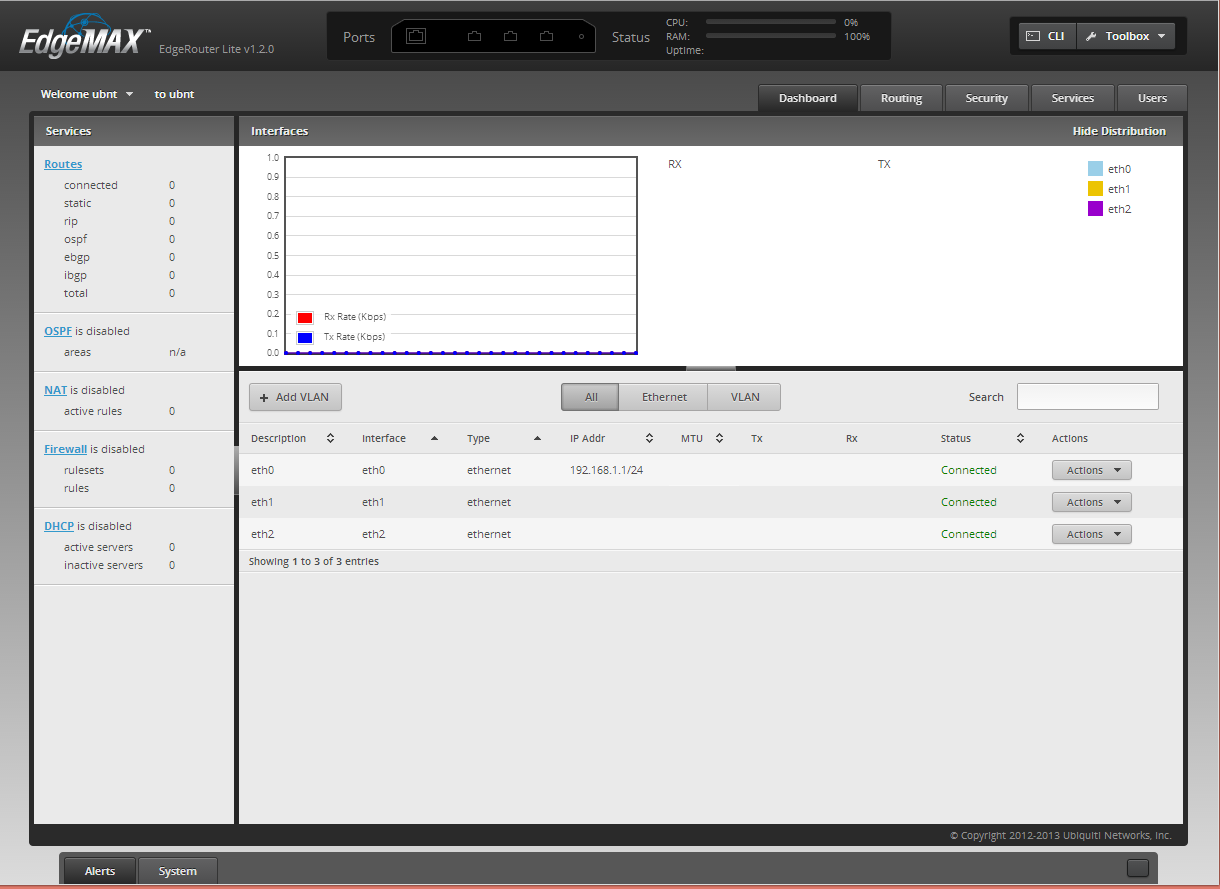 EdgeMAX™ EdgeRouter Lite v1.2.0
Ports
Status
CPU: 0%
RAM: 100%
Uptime:
CLI
Toolbox
Welcome ubnt to ubnt
Dashboard Routing Security Services Users
Services
Routes
connected 0
static 0
rip 0
ospf 0
ebgp 0
ibgp 0
total 0
OSPF is disabled
areas n/a
NAT is disabled
active rules 0
Firewall is disabled
rulesets 0
rules 0
DHCP is disabled
active servers 0
inactive servers 0
Interfaces Hide Distribution
1.0
0.9
0.8
0.7
0.6
0.5
0.4
0.3
0.2
0.1
0.0
Rx Rate (Kbps)
Tx Rate (Kbps)
RX TX
eth0
eth1
eth2
+ Add VLAN All Ethernet VLAN Search
Description Interface Type IP Addr MTU Tx Rx Status Actions
eth0 eth0 ethernet 192.168.1.1/24 Connected Actions
eth1 eth1 ethernet Connected Actions
eth2 eth2 ethernet Connected Actions
Showing 1 to 3 of 3 entries
© Copyright 2012-2013 Ubiquiti Networks, Inc.
Alerts System